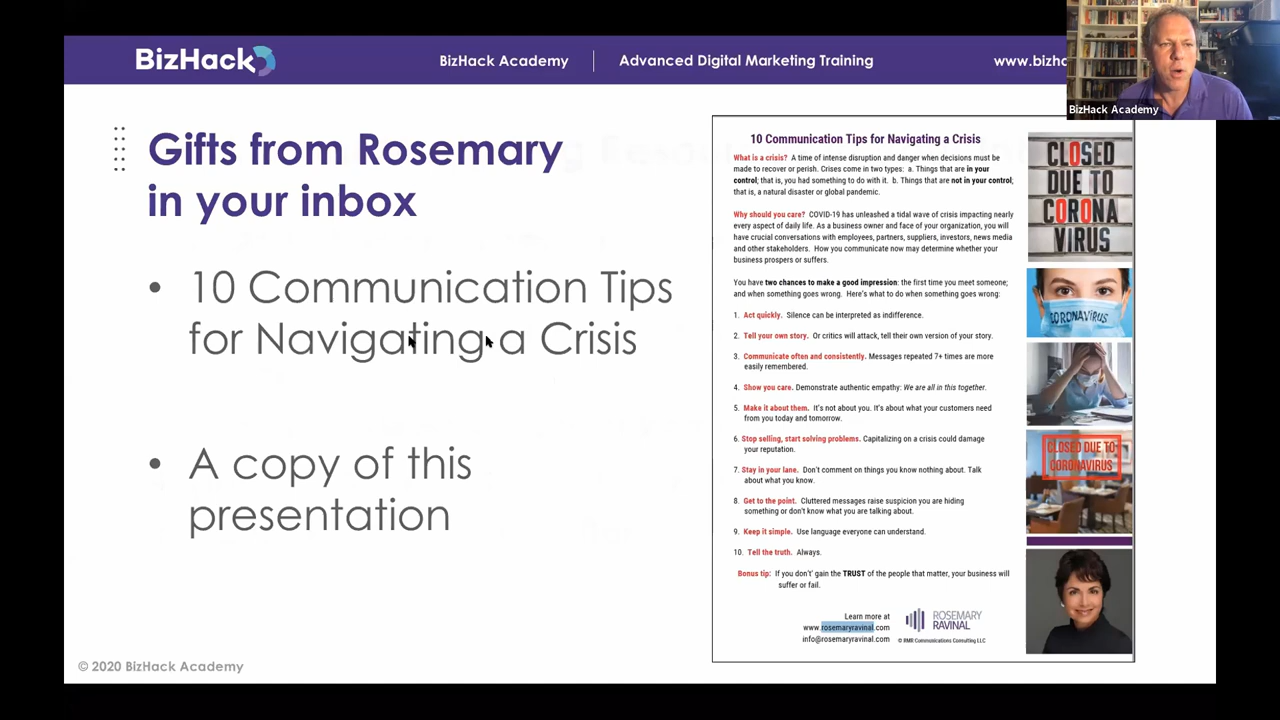 BizHack
BizHack Academy
Advanced Digital Marketing Training
www.bizh
BizHack Academy
Gifts from Rosemary
in your inbox
• 10 Communication Tips
for Navigating a Crisis
• A copy of this
presentation
10 Communication Tips for Navigating a Crisis
What is a crisis? A time of intense disruption and danger when decisions must be
made to recover or perish. Crises come in two types: a. Things that are in your
control; that is, you had something to do with it. b. Things that are not in your control;
that is, a natural disaster or global pandemic.
Why should you care? COVID-19 has unleashed a tidal wave of crisis impacting nearly
every aspect of daily life. As a business owner and face of your organization, you will
have crucial conversations with employees, partners, suppliers, investors, news media
and other stakeholders. How you communicate now may determine whether your
business prospers or suffers.
You have two chances to make a good impression: the first time you meet someone;
and when something goes wrong. Here's what to do when something goes wrong:
1. Act quickly. Silence can be interpreted as indifference.
2. Tell your own story. Or critics will attack, tell their own version of your story.
3. Communicate often and consistently. Messages repeated 7+ times are more
easily remembered.
4. Show you care. Demonstrate authentic empathy: We are all in this together.
5. Make it about them. It's not about you. It's about what your customers need
from you today and tomorrow.
6. Stop selling, start solving problems. Capitalizing on a crisis could damage
your reputation.
7. Stay in your lane. Don't comment on things you know nothing about. Talk
about what you know.
8. Get to the point. Cluttered messages raise suspicion you are hiding
something or don't know what you are talking about.
9. Keep it simple. Use language everyone can understand.
10. Tell the truth. Always.
Bonus tip: If you don't' gain the TRUST of the people that matter, your business will
suffer or fail.
Learn more at
www.rosemaryravinal.com
info@rosemaryravinal.com
ROSEMARY
RAVINAL
© RMR Communications Consulting LLC
CLOSED
DUE TO
CORONA
VIRUS
CORONAVIRUS
CLOSED DUE TO
CORONAVIRUS
© 2020 BizHack Academy